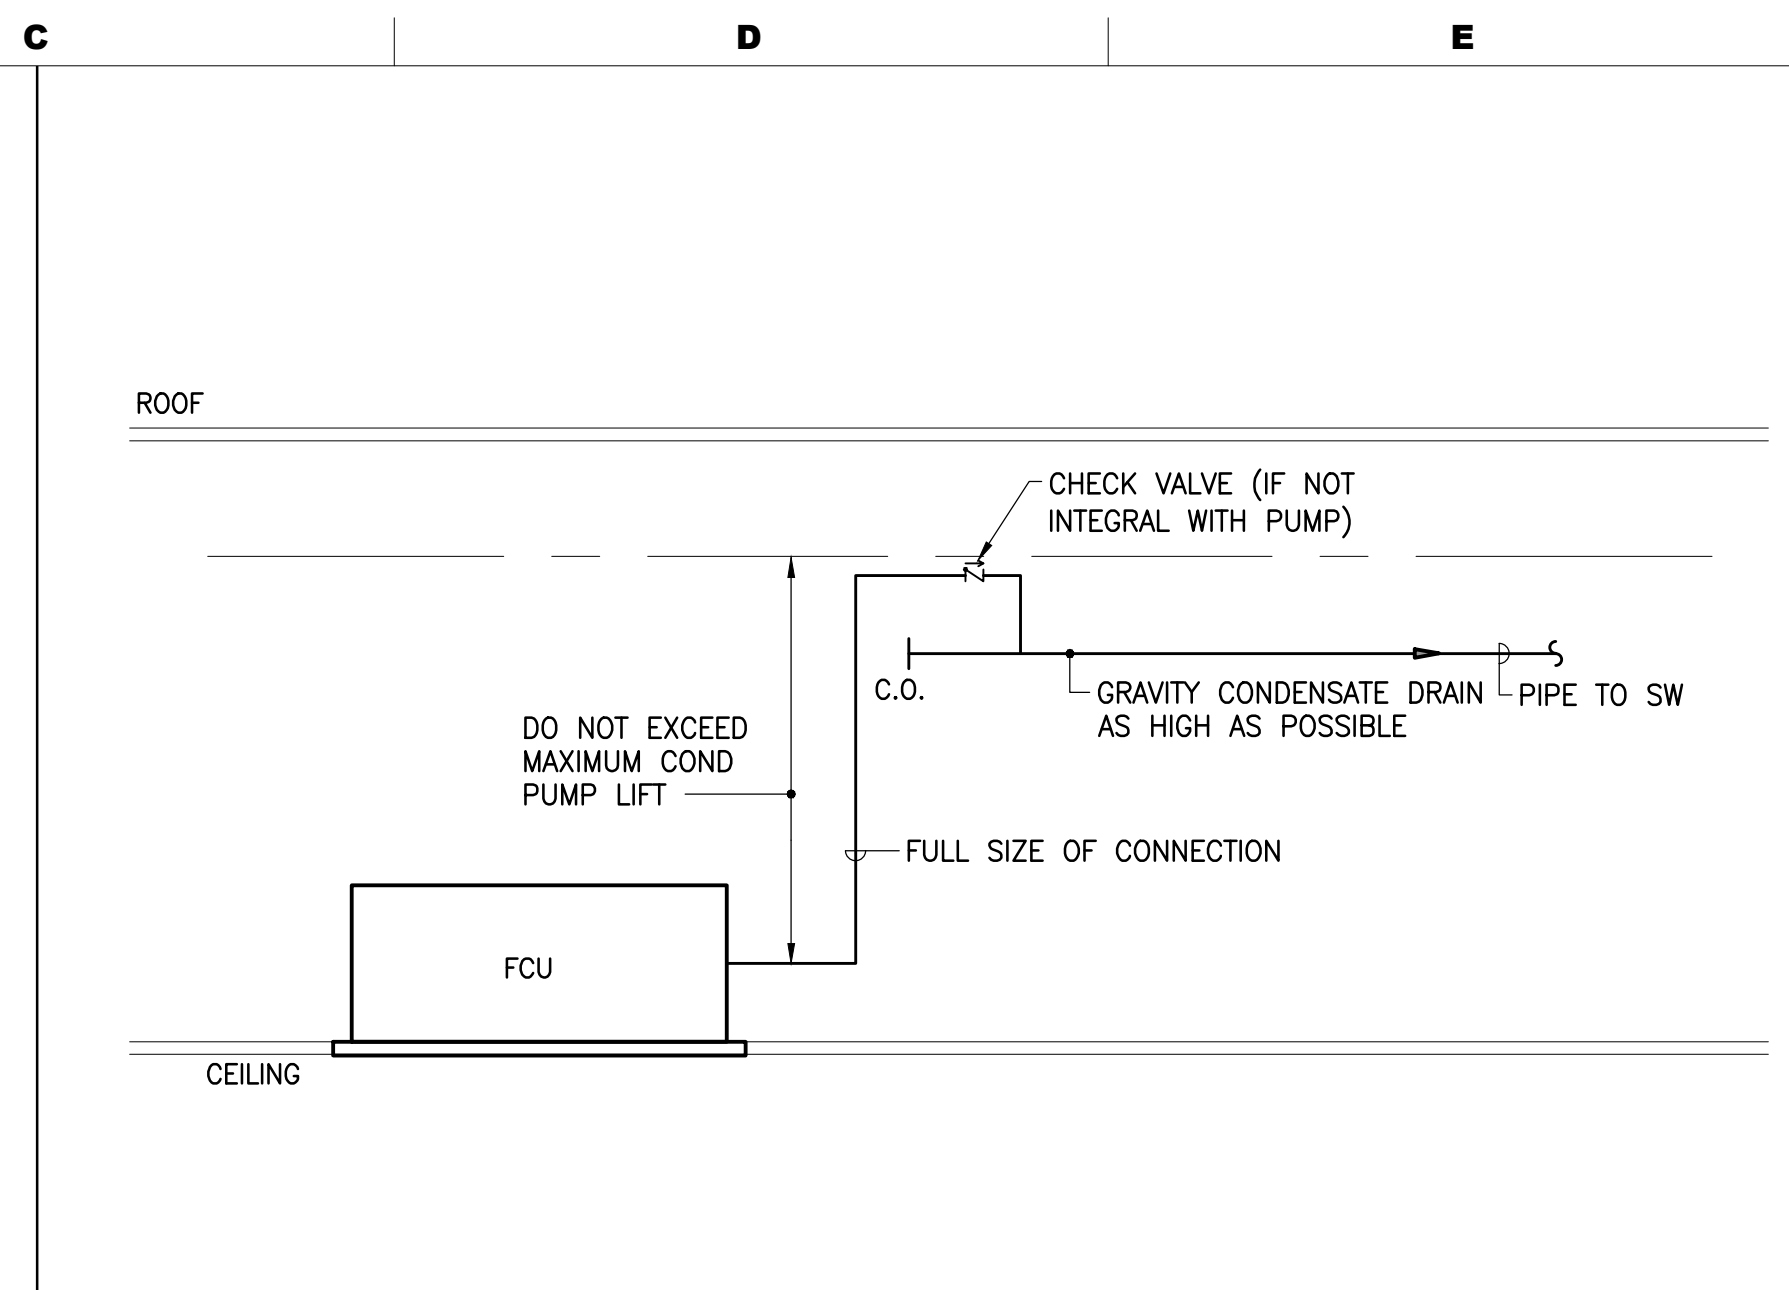 C D E
ROOF
CHECK VALVE (IF NOT
INTEGRAL WITH PUMP)
C.O.
GRAVITY CONDENSATE DRAIN
AS HIGH AS POSSIBLE
PIPE TO SW
DO NOT EXCEED
MAXIMUM COND
PUMP LIFT
FULL SIZE OF CONNECTION
FCU
CEILING